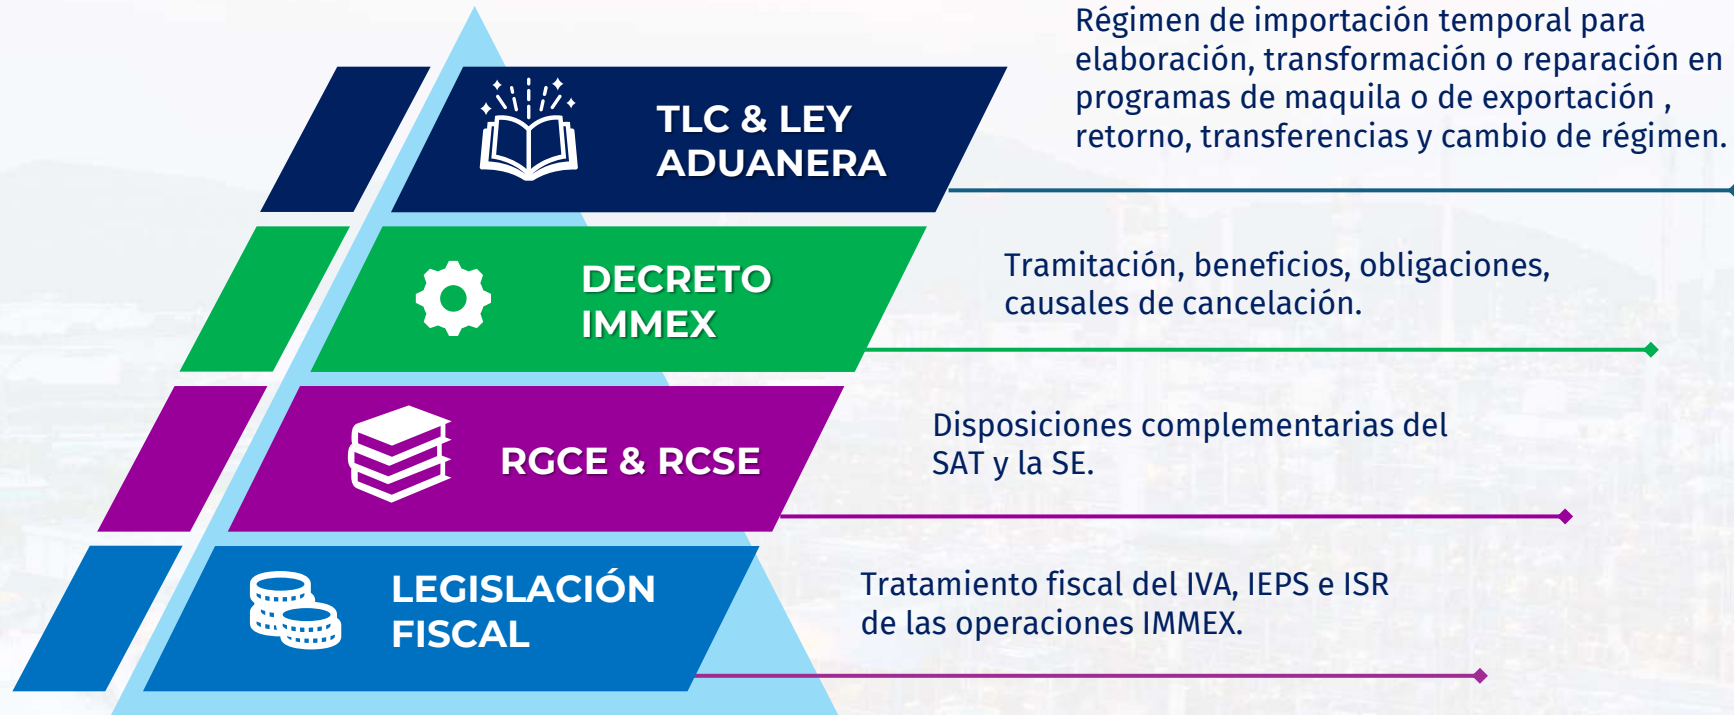 TLC & LEY
ADUANERA
Régimen de importación temporal para
elaboración, transformación o reparación en
programas de maquila o de exportación ,
retorno, transferencias y cambio de régimen.
DECRETO
IMMEX
Tramitación, beneficios, obligaciones,
causales de cancelación.
RGCE & RCSE
Disposiciones complementarias del
SAT y la SE.
LEGISLACIÓN
FISCAL
Tratamiento fiscal del IVA, IEPS e ISR
de las operaciones IMMEX.